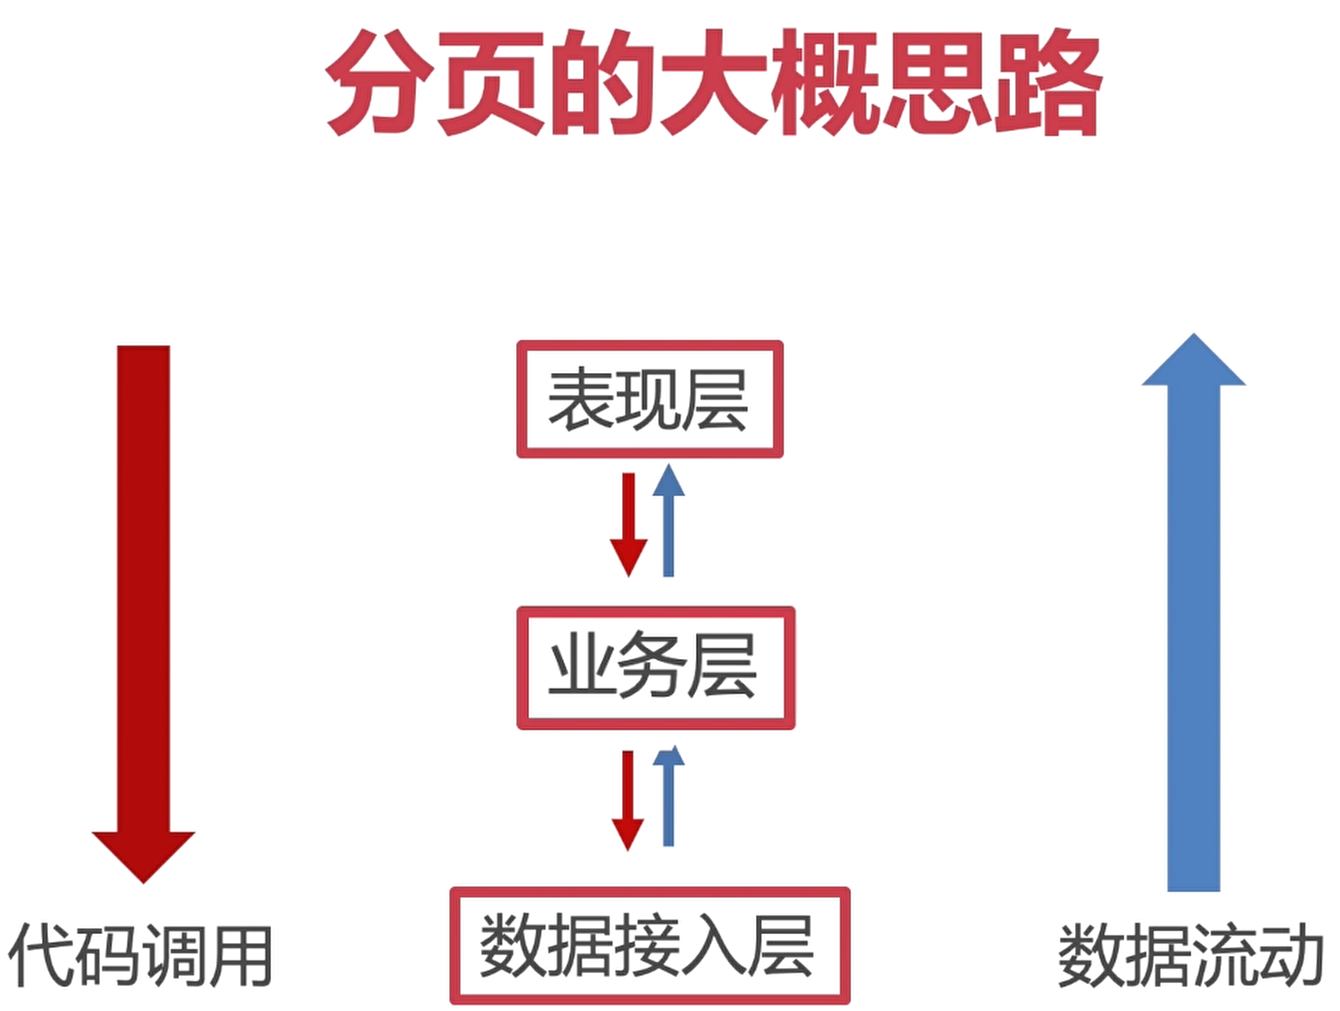 分页的大概思路
表现层
业务层
数据接入层
代码调用
数据流动